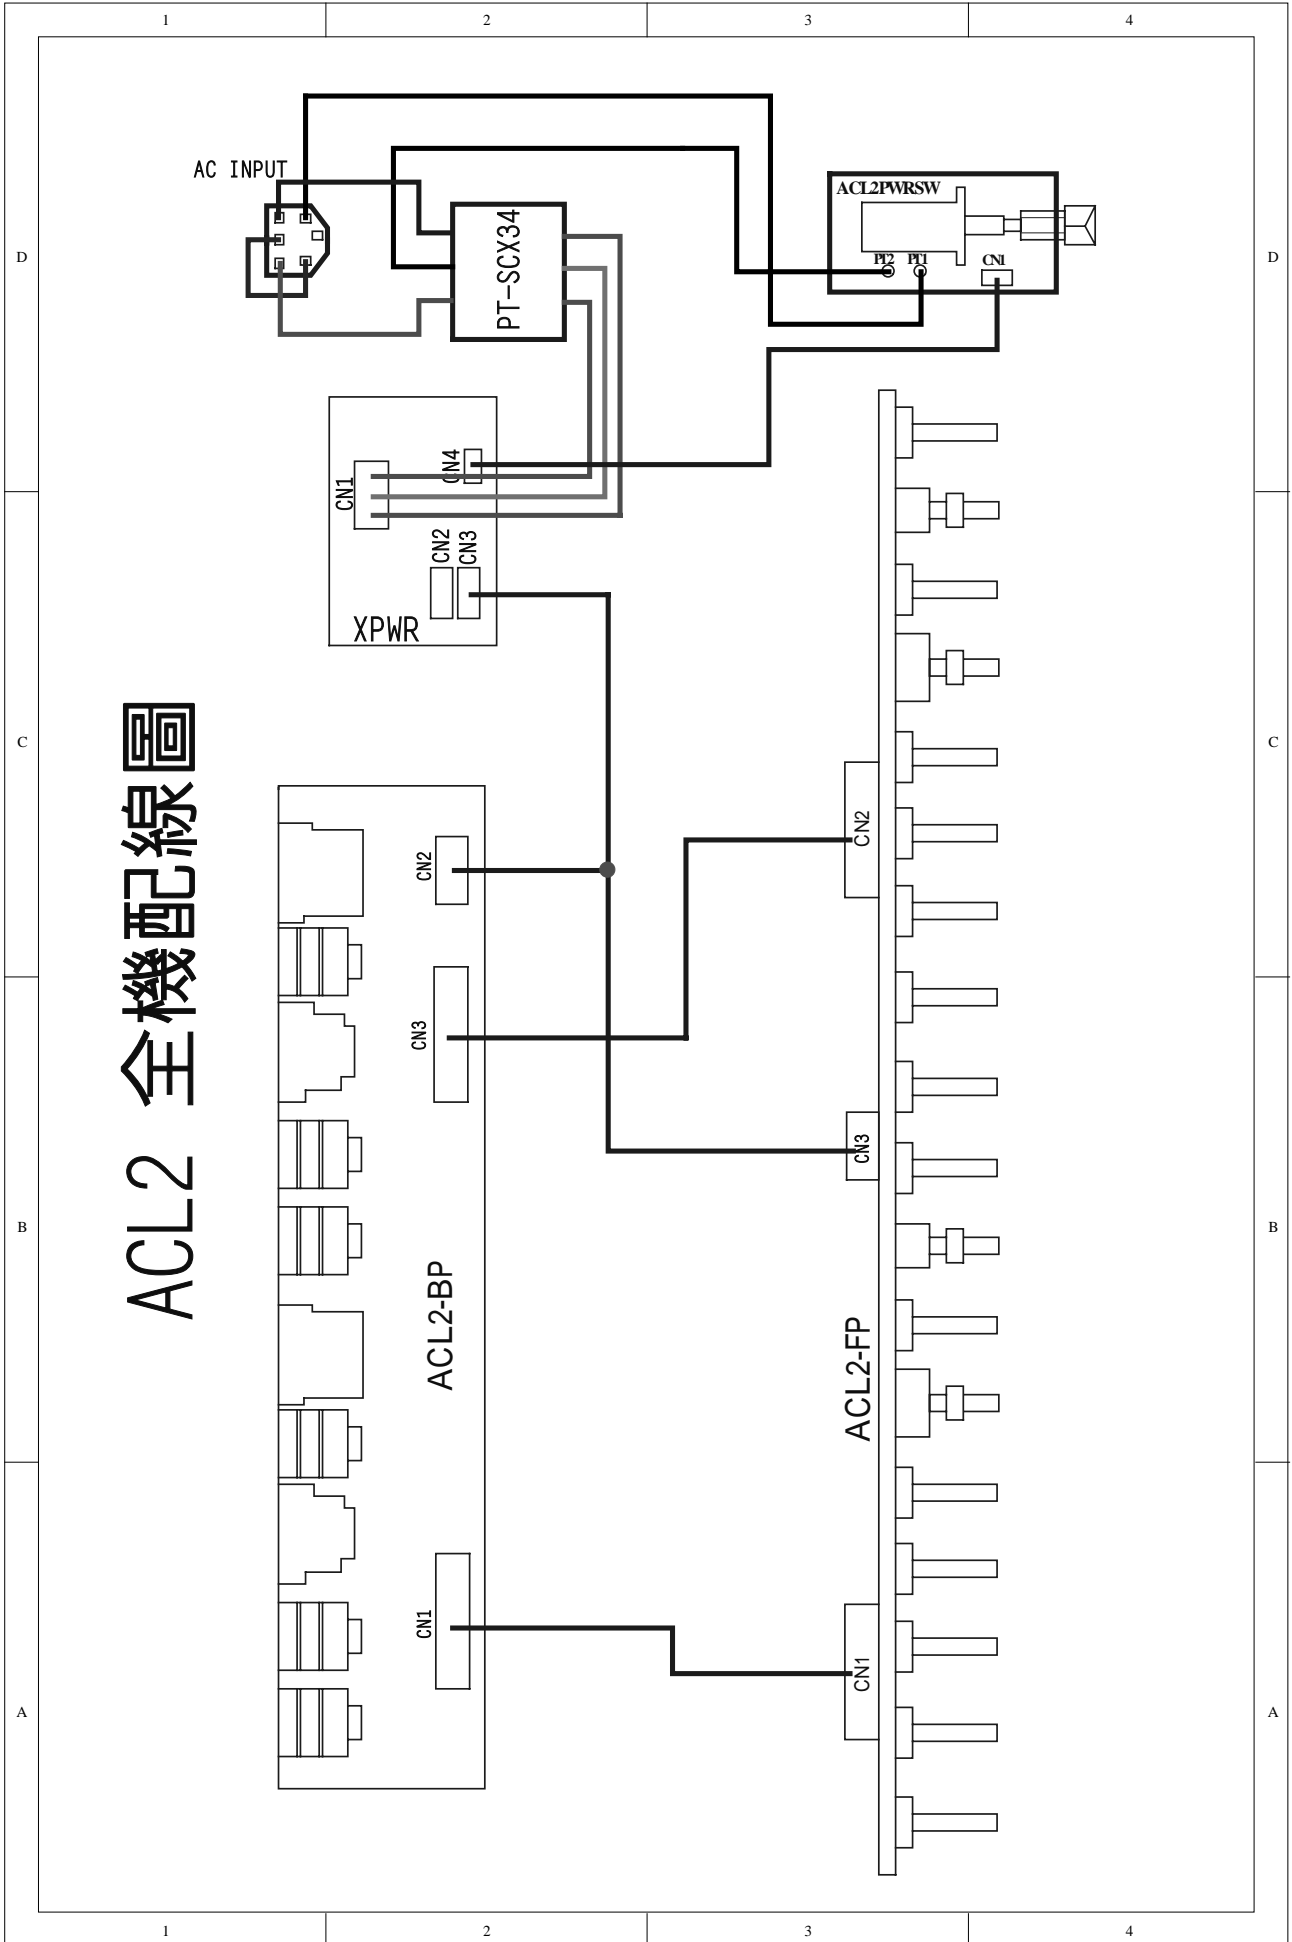 1 2 3 4
AC INPUT
PT-SCX34
ACL2PWRSW
PT2 PT1 CN1
D D
CN1
CN4
CN2
CN3
XPWR
C C
ACL2 全機配線圖
CN2
CN3
CN1
ACL2-BP
CN2
CN3
CN1
ACL2-FP
B B
A A
1 2 3 4